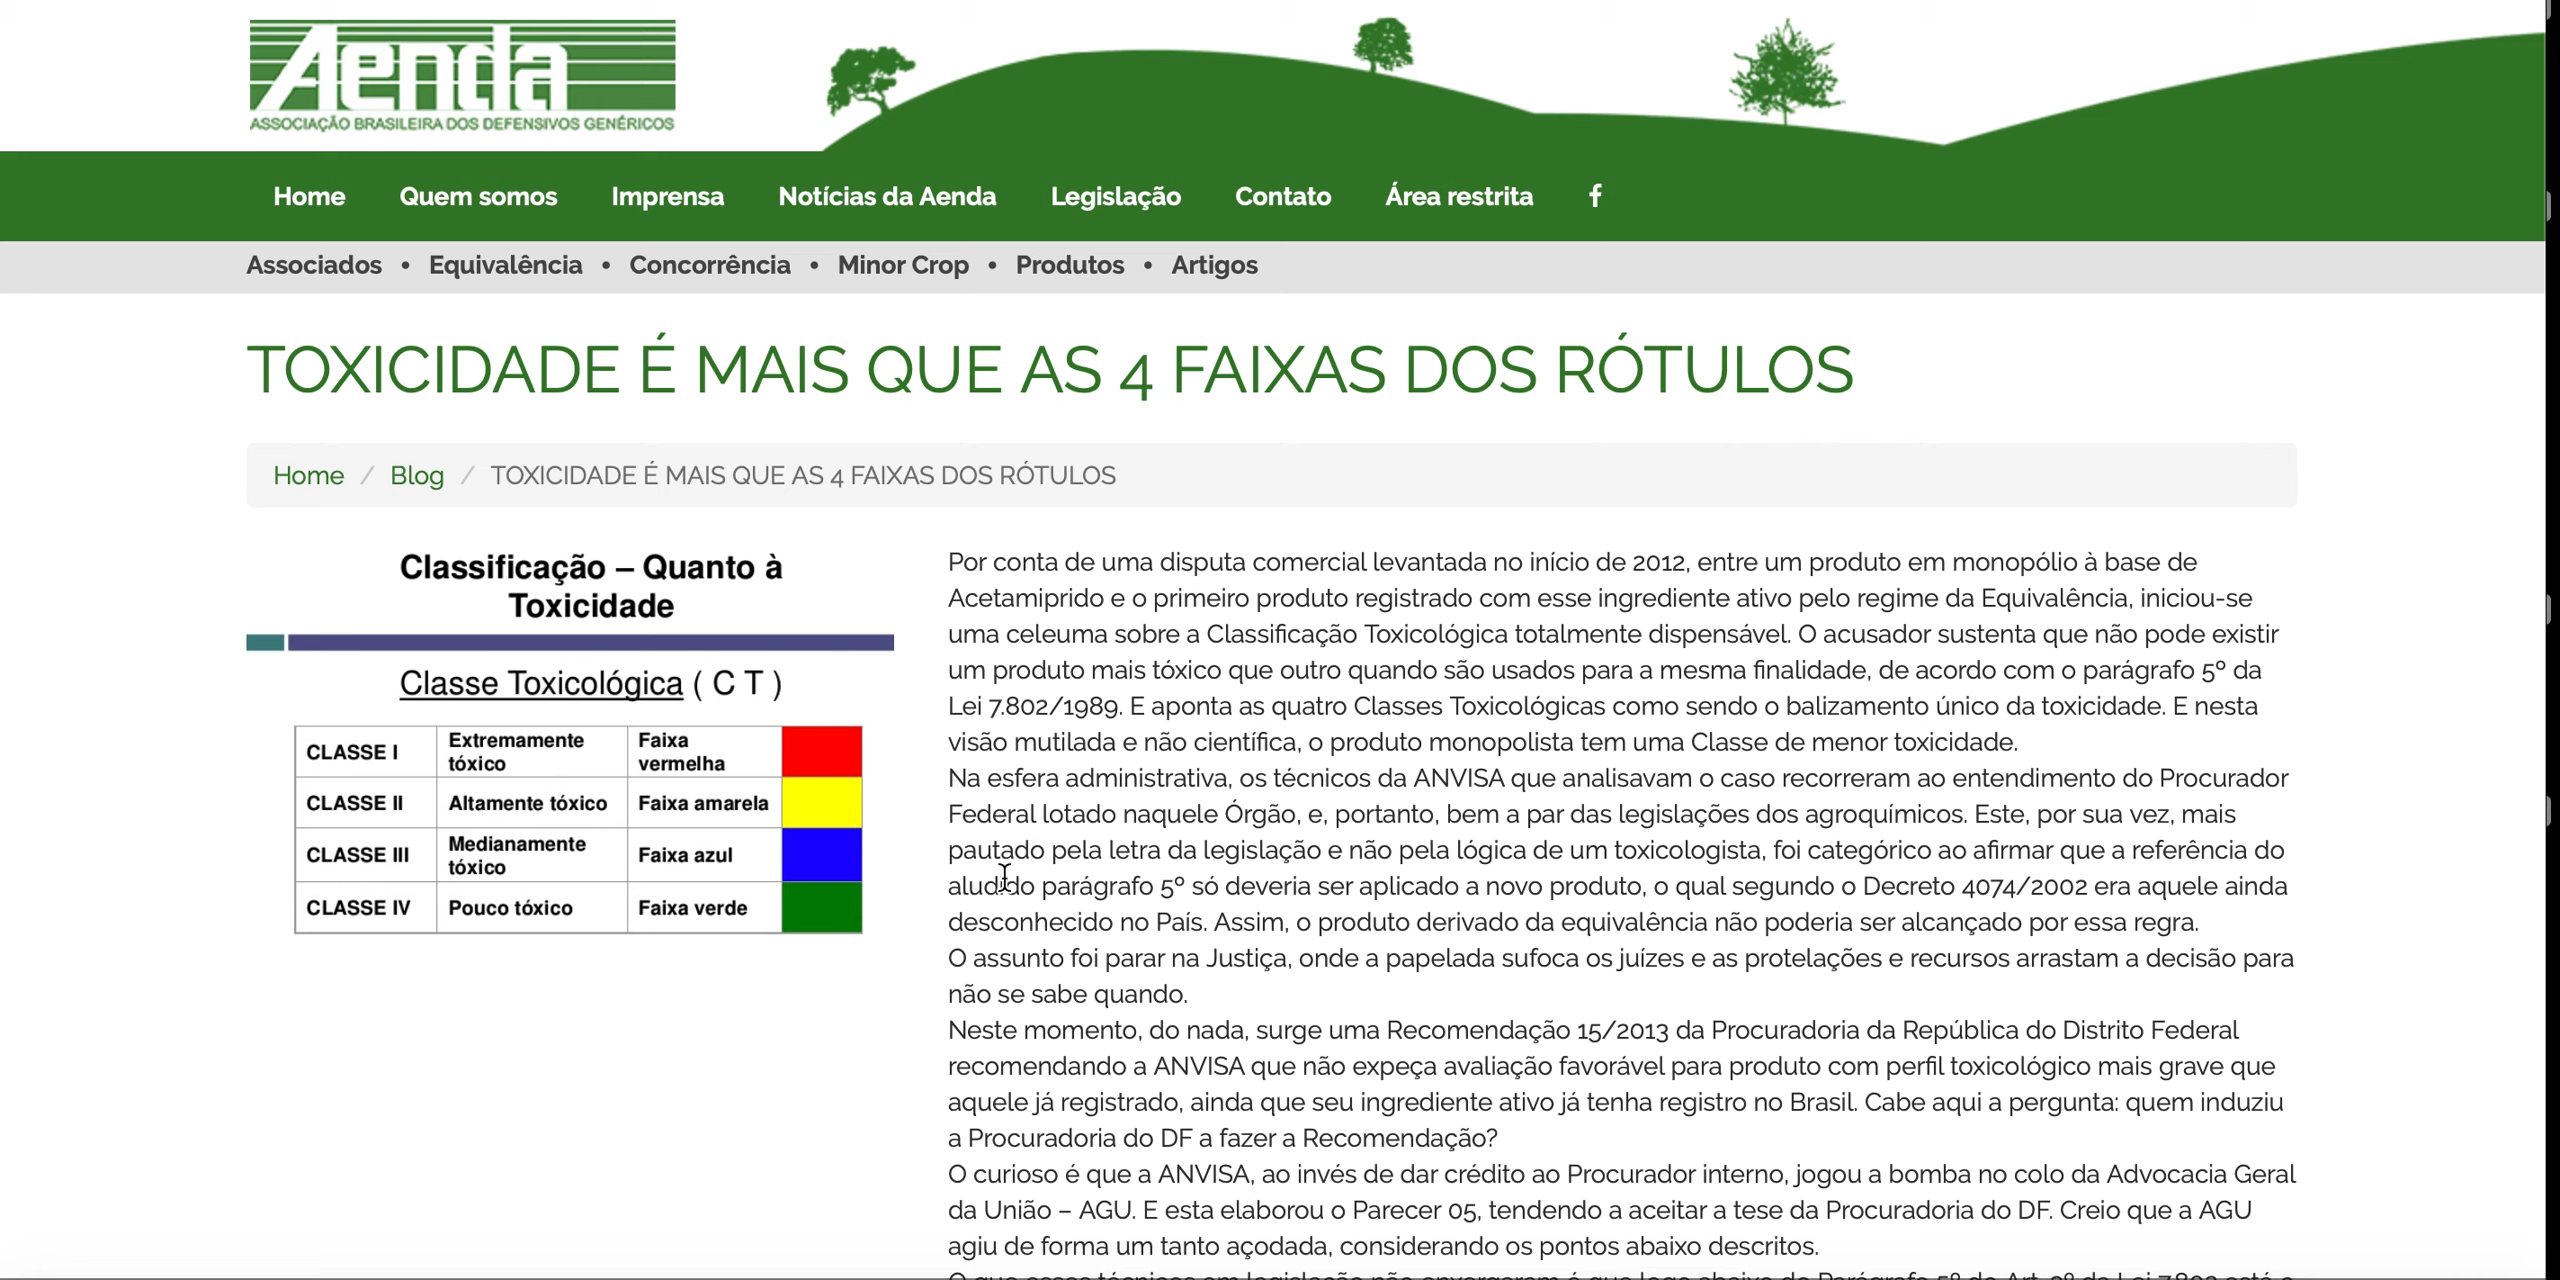 Aenda
ASSOCIAÇÃO BRASILEIRA DOS DEFENSIVOS GENÉRICOS
Home Quem somos Imprensa Notícias da Aenda Legislação Contato Área restrita f
Associados • Equivalência • Concorrência • Minor Crop • Produtos • Artigos
TOXICIDADE É MAIS QUE AS 4 FAIXAS DOS RÓTULOS
Home / Blog / TOXICIDADE É MAIS QUE AS 4 FAIXAS DOS RÓTULOS
Classificação – Quanto à
Toxicidade
Classe Toxicológica ( C T )
CLASSE I Extremamente tóxico Faixa vermelha
CLASSE II Altamente tóxico Faixa amarela
CLASSE III Medianamente tóxico Faixa azul
CLASSE IV Pouco tóxico Faixa verde
Por conta de uma disputa comercial levantada no início de 2012, entre um produto em monopólio à base de
Acetamiprido e o primeiro produto registrado com esse ingrediente ativo pelo regime da Equivalência, iniciou-se
uma celeuma sobre a Classificação Toxicológica totalmente dispensável. O acusador sustenta que não pode existir
um produto mais tóxico que outro quando são usados para a mesma finalidade, de acordo com o parágrafo 5º da
Lei 7.802/1989. E aponta as quatro Classes Toxicológicas como sendo o balizamento único da toxicidade. E nesta
visão mutilada e não científica, o produto monopolista tem uma Classe de menor toxicidade.
Na esfera administrativa, os técnicos da ANVISA que analisavam o caso recorreram ao entendimento do Procurador
Federal lotado naquele Órgão, e, portanto, bem a par das legislações dos agroquímicos. Este, por sua vez, mais
pautado pela letra da legislação e não pela lógica de um toxicologista, foi categórico ao afirmar que a referência do
aludido parágrafo 5º só deveria ser aplicado a novo produto, o qual segundo o Decreto 4074/2002 era aquele ainda
desconhecido no País. Assim, o produto derivado da equivalência não poderia ser alcançado por essa regra.
O assunto foi parar na Justiça, onde a papelada sufoca os juízes e as protelações e recursos arrastam a decisão para
não se sabe quando.
Neste momento, do nada, surge uma Recomendação 15/2013 da Procuradoria da República do Distrito Federal
recomendando a ANVISA que não expeça avaliação favorável para produto com perfil toxicológico mais grave que
aquele já registrado, ainda que seu ingrediente ativo já tenha registro no Brasil. Cabe aqui a pergunta: quem induziu
a Procuradoria do DF a fazer a Recomendação?
O curioso é que a ANVISA, ao invés de dar crédito ao Procurador interno, jogou a bomba no colo da Advocacia Geral
da União – AGU. E esta elaborou o Parecer 05, tendendo a aceitar a tese da Procuradoria do DF. Creio que a AGU
agiu de forma um tanto açodada, considerando os pontos abaixo descritos.